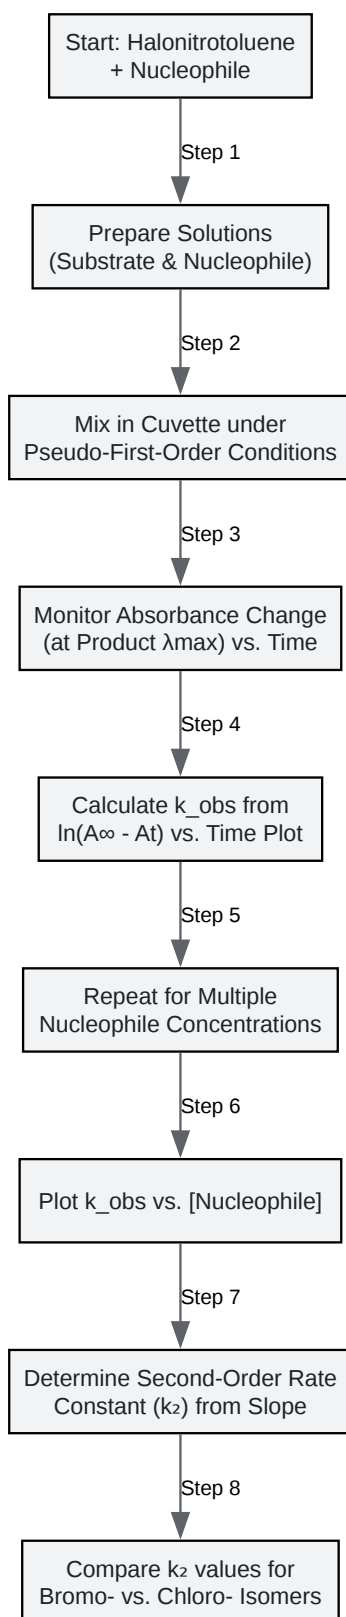 Start: Halonitrotoluene
+ Nucleophile
Step 1
Prepare Solutions
(Substrate & Nucleophile)
Step 2
Mix in Cuvette under
Pseudo-First-Order Conditions
Step 3
Monitor Absorbance Change
(at Product λmax) vs. Time
Step 4
Calculate k_obs from
ln(A∞ - At) vs. Time Plot
Step 5
Repeat for Multiple
Nucleophile Concentrations
Step 6
Plot k_obs vs. [Nucleophile]
Step 7
Determine Second-Order Rate
Constant (k₂) from Slope
Step 8
Compare k₂ values for
Bromo- vs. Chloro- Isomers